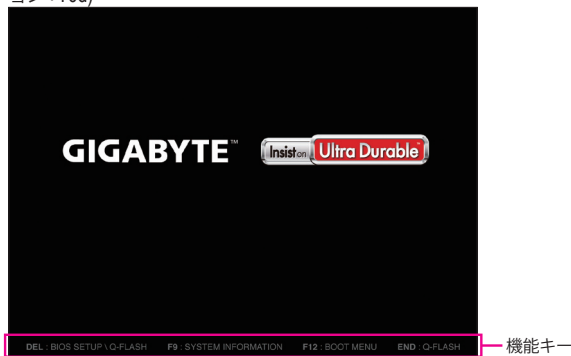 GIGABYTE™ Insist on Ultra Durable™
DEL : BIOS SETUP \ Q-FLASH F9 : SYSTEM INFORMATION F12 : BOOT MENU END : Q-FLASH
機能キー